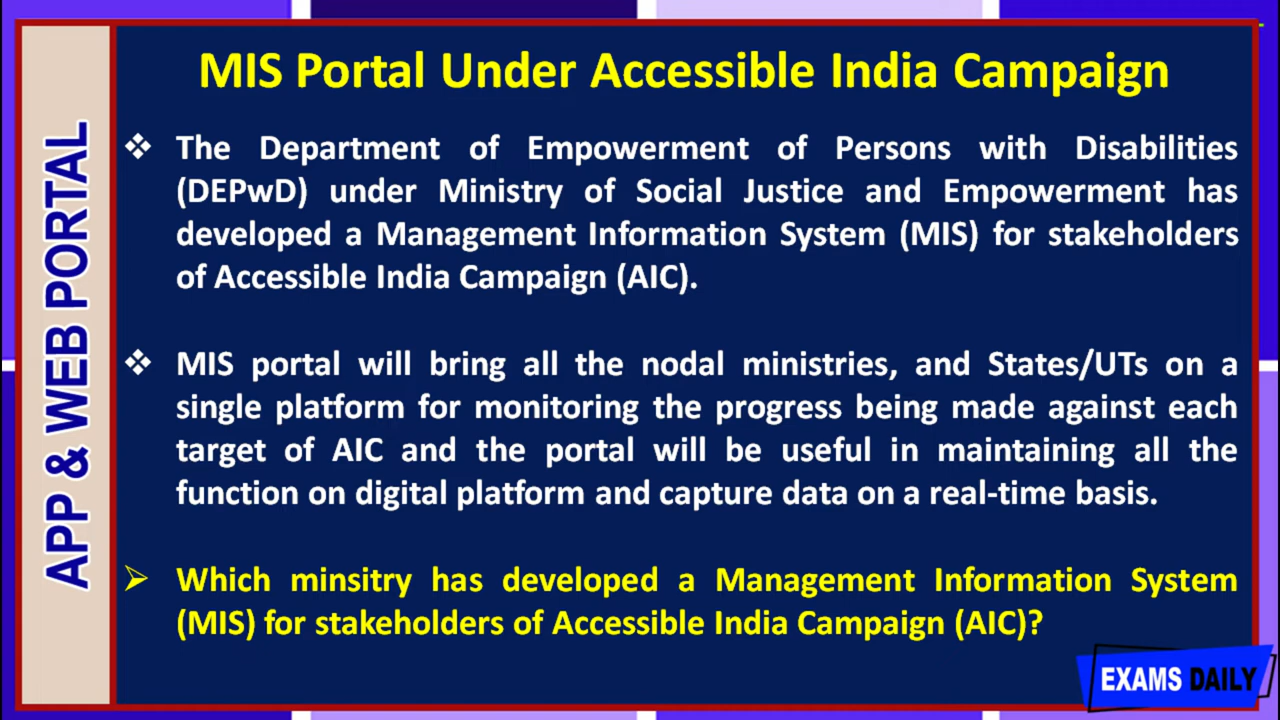 MIS Portal Under Accessible India Campaign
APP & WEB PORTAL
❖ The Department of Empowerment of Persons with Disabilities
(DEPwD) under Ministry of Social Justice and Empowerment has
developed a Management Information System (MIS) for stakeholders
of Accessible India Campaign (AIC).
❖ MIS portal will bring all the nodal ministries, and States/UTs on a
single platform for monitoring the progress being made against each
target of AIC and the portal will be useful in maintaining all the
function on digital platform and capture data on a real-time basis.
➢ Which minsitry has developed a Management Information System
(MIS) for stakeholders of Accessible India Campaign (AIC)?
EXAMS DAILY